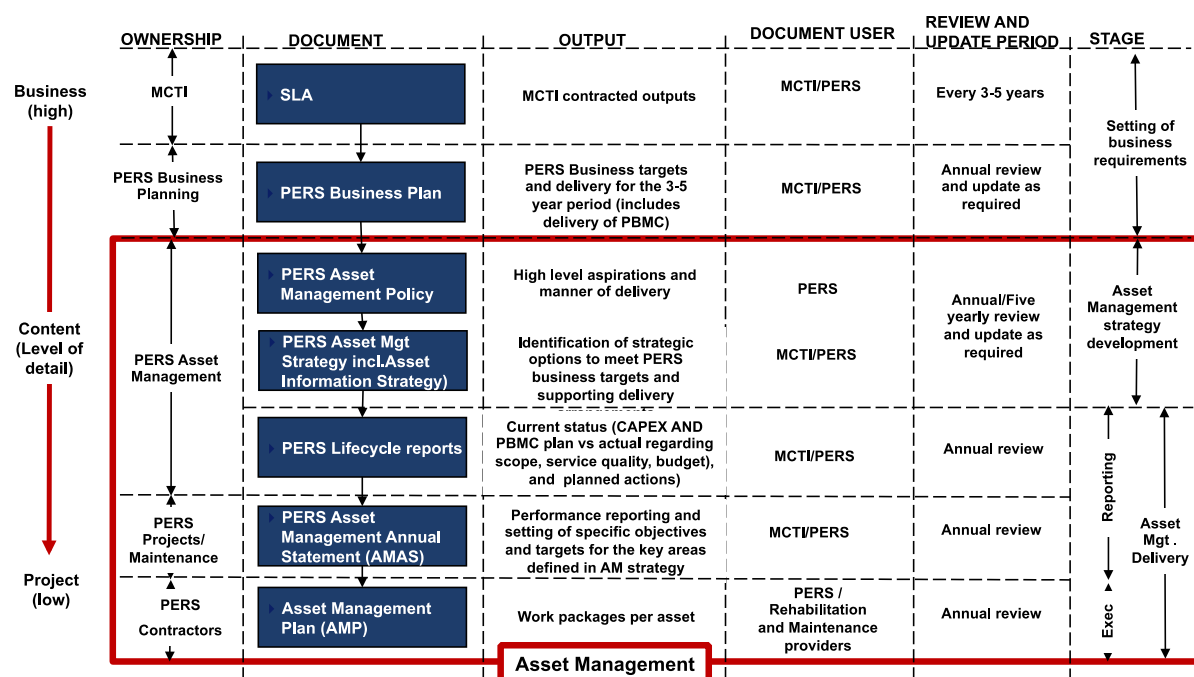 OWNERSHIP
DOCUMENT
OUTPUT
DOCUMENT USER
REVIEW AND
UPDATE PERIOD
STAGE
Business
(high)
Content
(Level of
detail)
Project
(low)
MCTI
SLA
MCTI contracted outputs
MCTI/PERS
Every 3-5 years
Setting of
business
requirements
PERS Business
Planning
PERS Business Plan
PERS Business targets
and delivery for the 3-5
year period (includes
delivery of PBMC)
MCTI/PERS
Annual review
and update as
required
PERS Asset
Management
PERS Asset
Management Policy
High level aspirations and
manner of delivery
PERS
Annual/Five
yearly review
and update as
required
Asset
Management
strategy
development
PERS Asset Mgt
Strategy incl.Asset
Information Strategy)
Identification of strategic
options to meet PERS
business targets and
supporting delivery
MCTI/PERS
PERS Lifecycle reports
Current status (CAPEX AND
PBMC plan vs actual regarding
scope, service quality, budget),
and planned actions)
MCTI/PERS
Annual review
Reporting
Asset
Mgt .
Delivery
PERS
Projects/
Maintenance
PERS Asset
Management Annual
Statement (AMAS)
Performance reporting and
setting of specific objectives
and targets for the key areas
defined in AM strategy
MCTI/PERS
Annual review
PERS
Contractors
Asset Management
Plan (AMP)
Work packages per asset
PERS /
Rehabilitation
and Maintenance
providers
Annual review
Exec
Asset Management